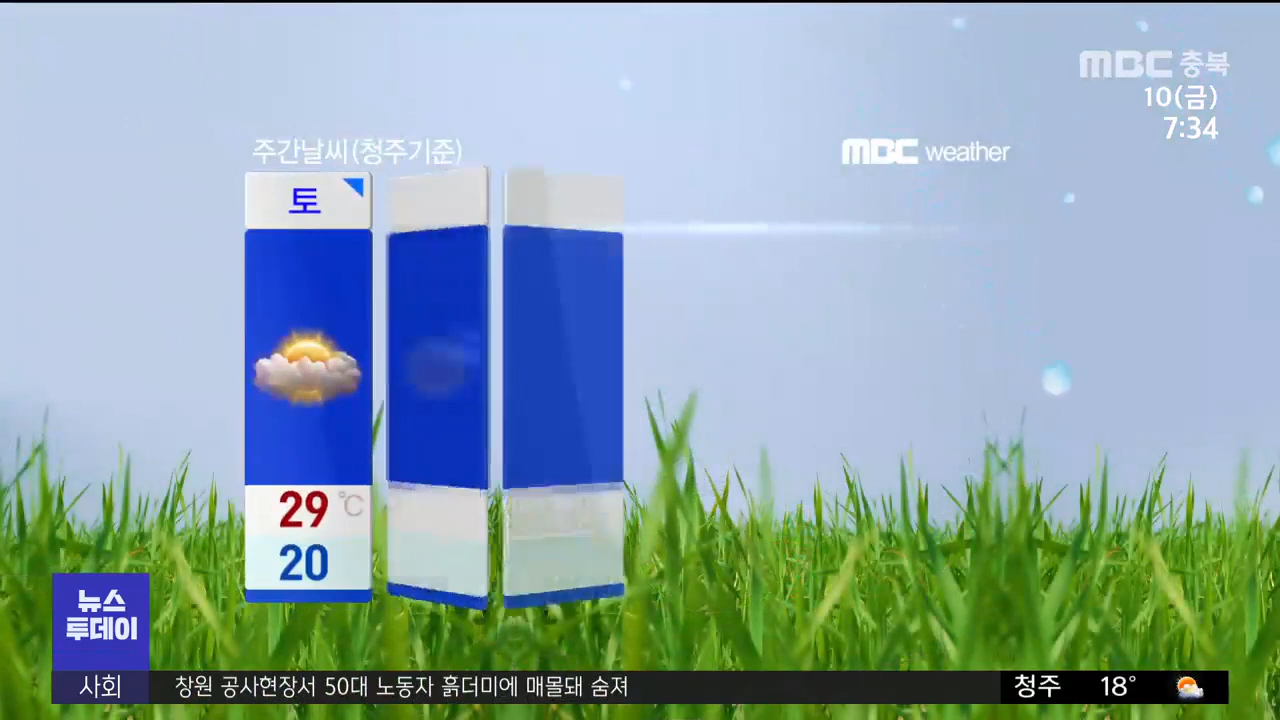 MBC 충북
10(금)
7:34
주간날씨(청주기준)
MBC weather
토
29 ℃
20
뉴스
투데이
사회 창원 공사현장서 50대 노동자 흙더미에 매몰돼 숨져 청주 18°